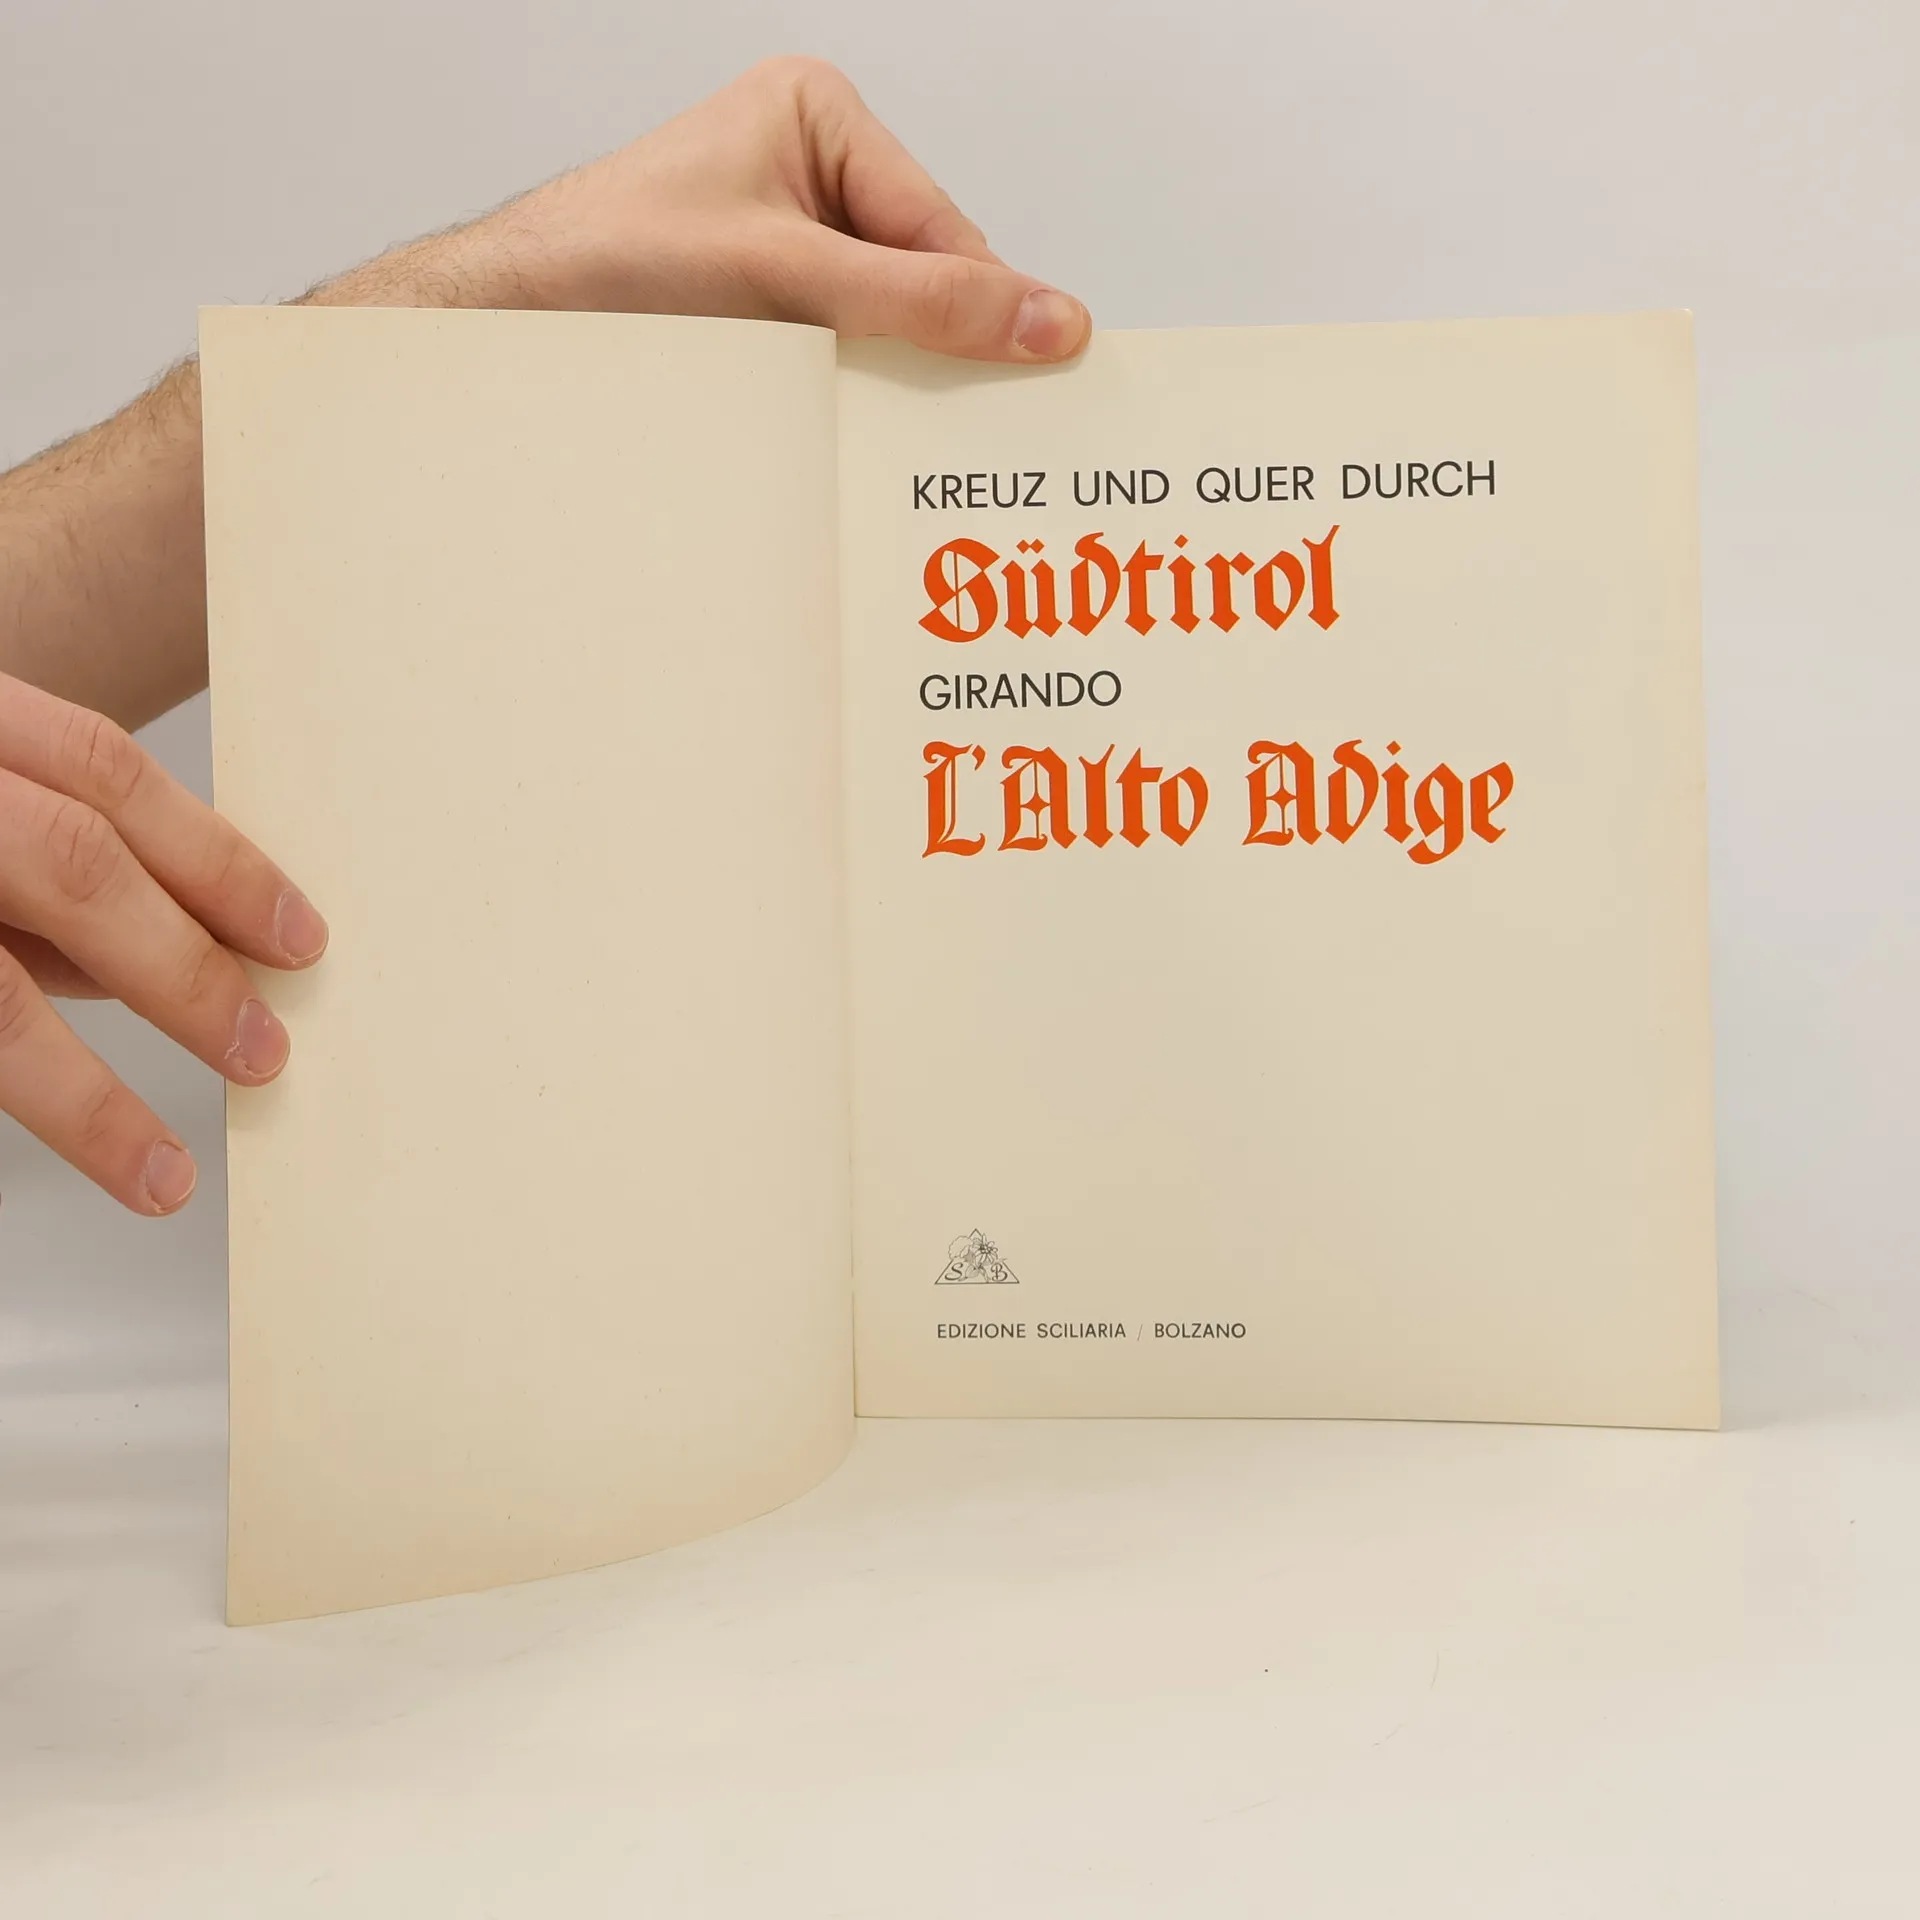 KREUZ UND QUER DURCH
Südtirol
GIRANDO
L'Alto Adige
S B
EDIZIONE SCILIARIA / BOLZANO